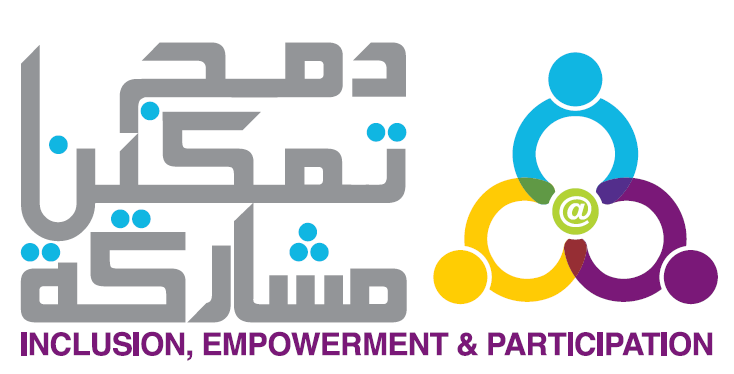 دمج
تمكين
مشاركة
@
INCLUSION, EMPOWERMENT & PARTICIPATION